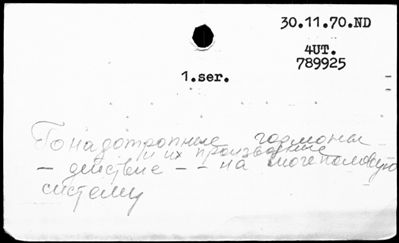 30.11.70.ND
4UT.
789925
1.ser.
Гонадотропные гормоны
и их производные
— действие — — на мочеполовую
систему